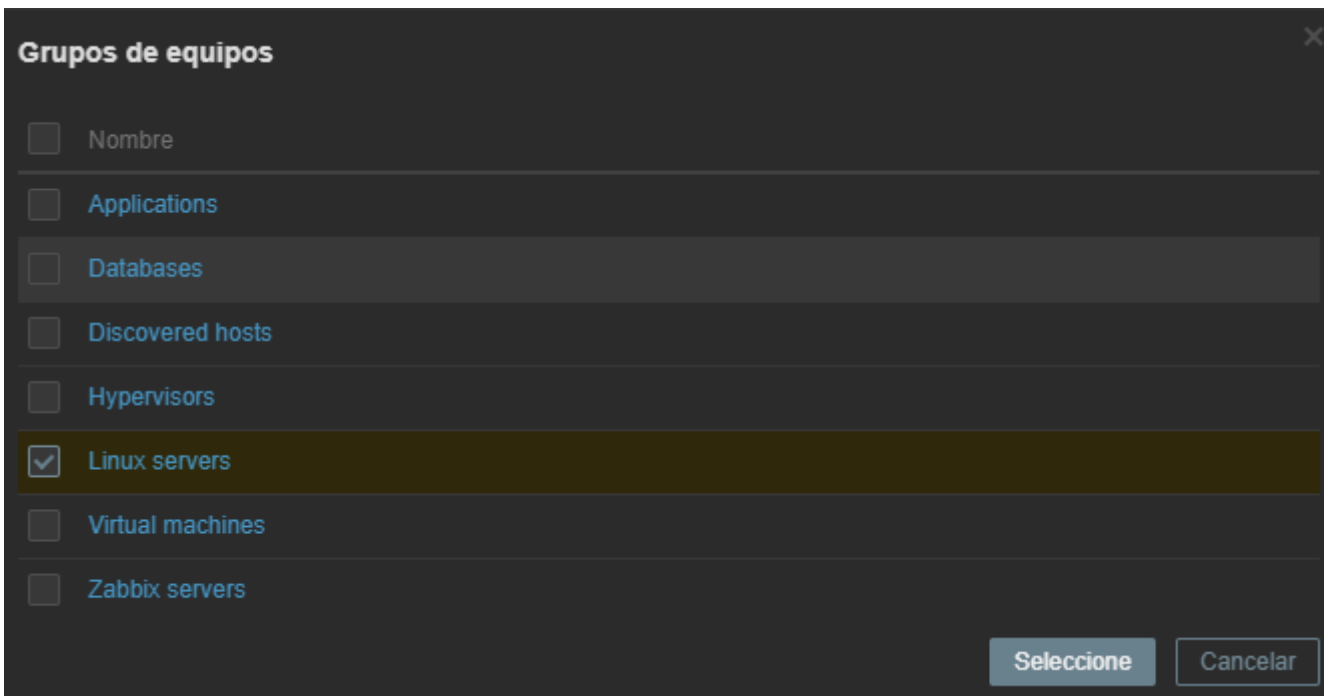 Grupos de equipos
Nombre
Applications
Databases
Discovered hosts
Hypervisors
Linux servers
Virtual machines
Zabbix servers
Seleccione Cancelar